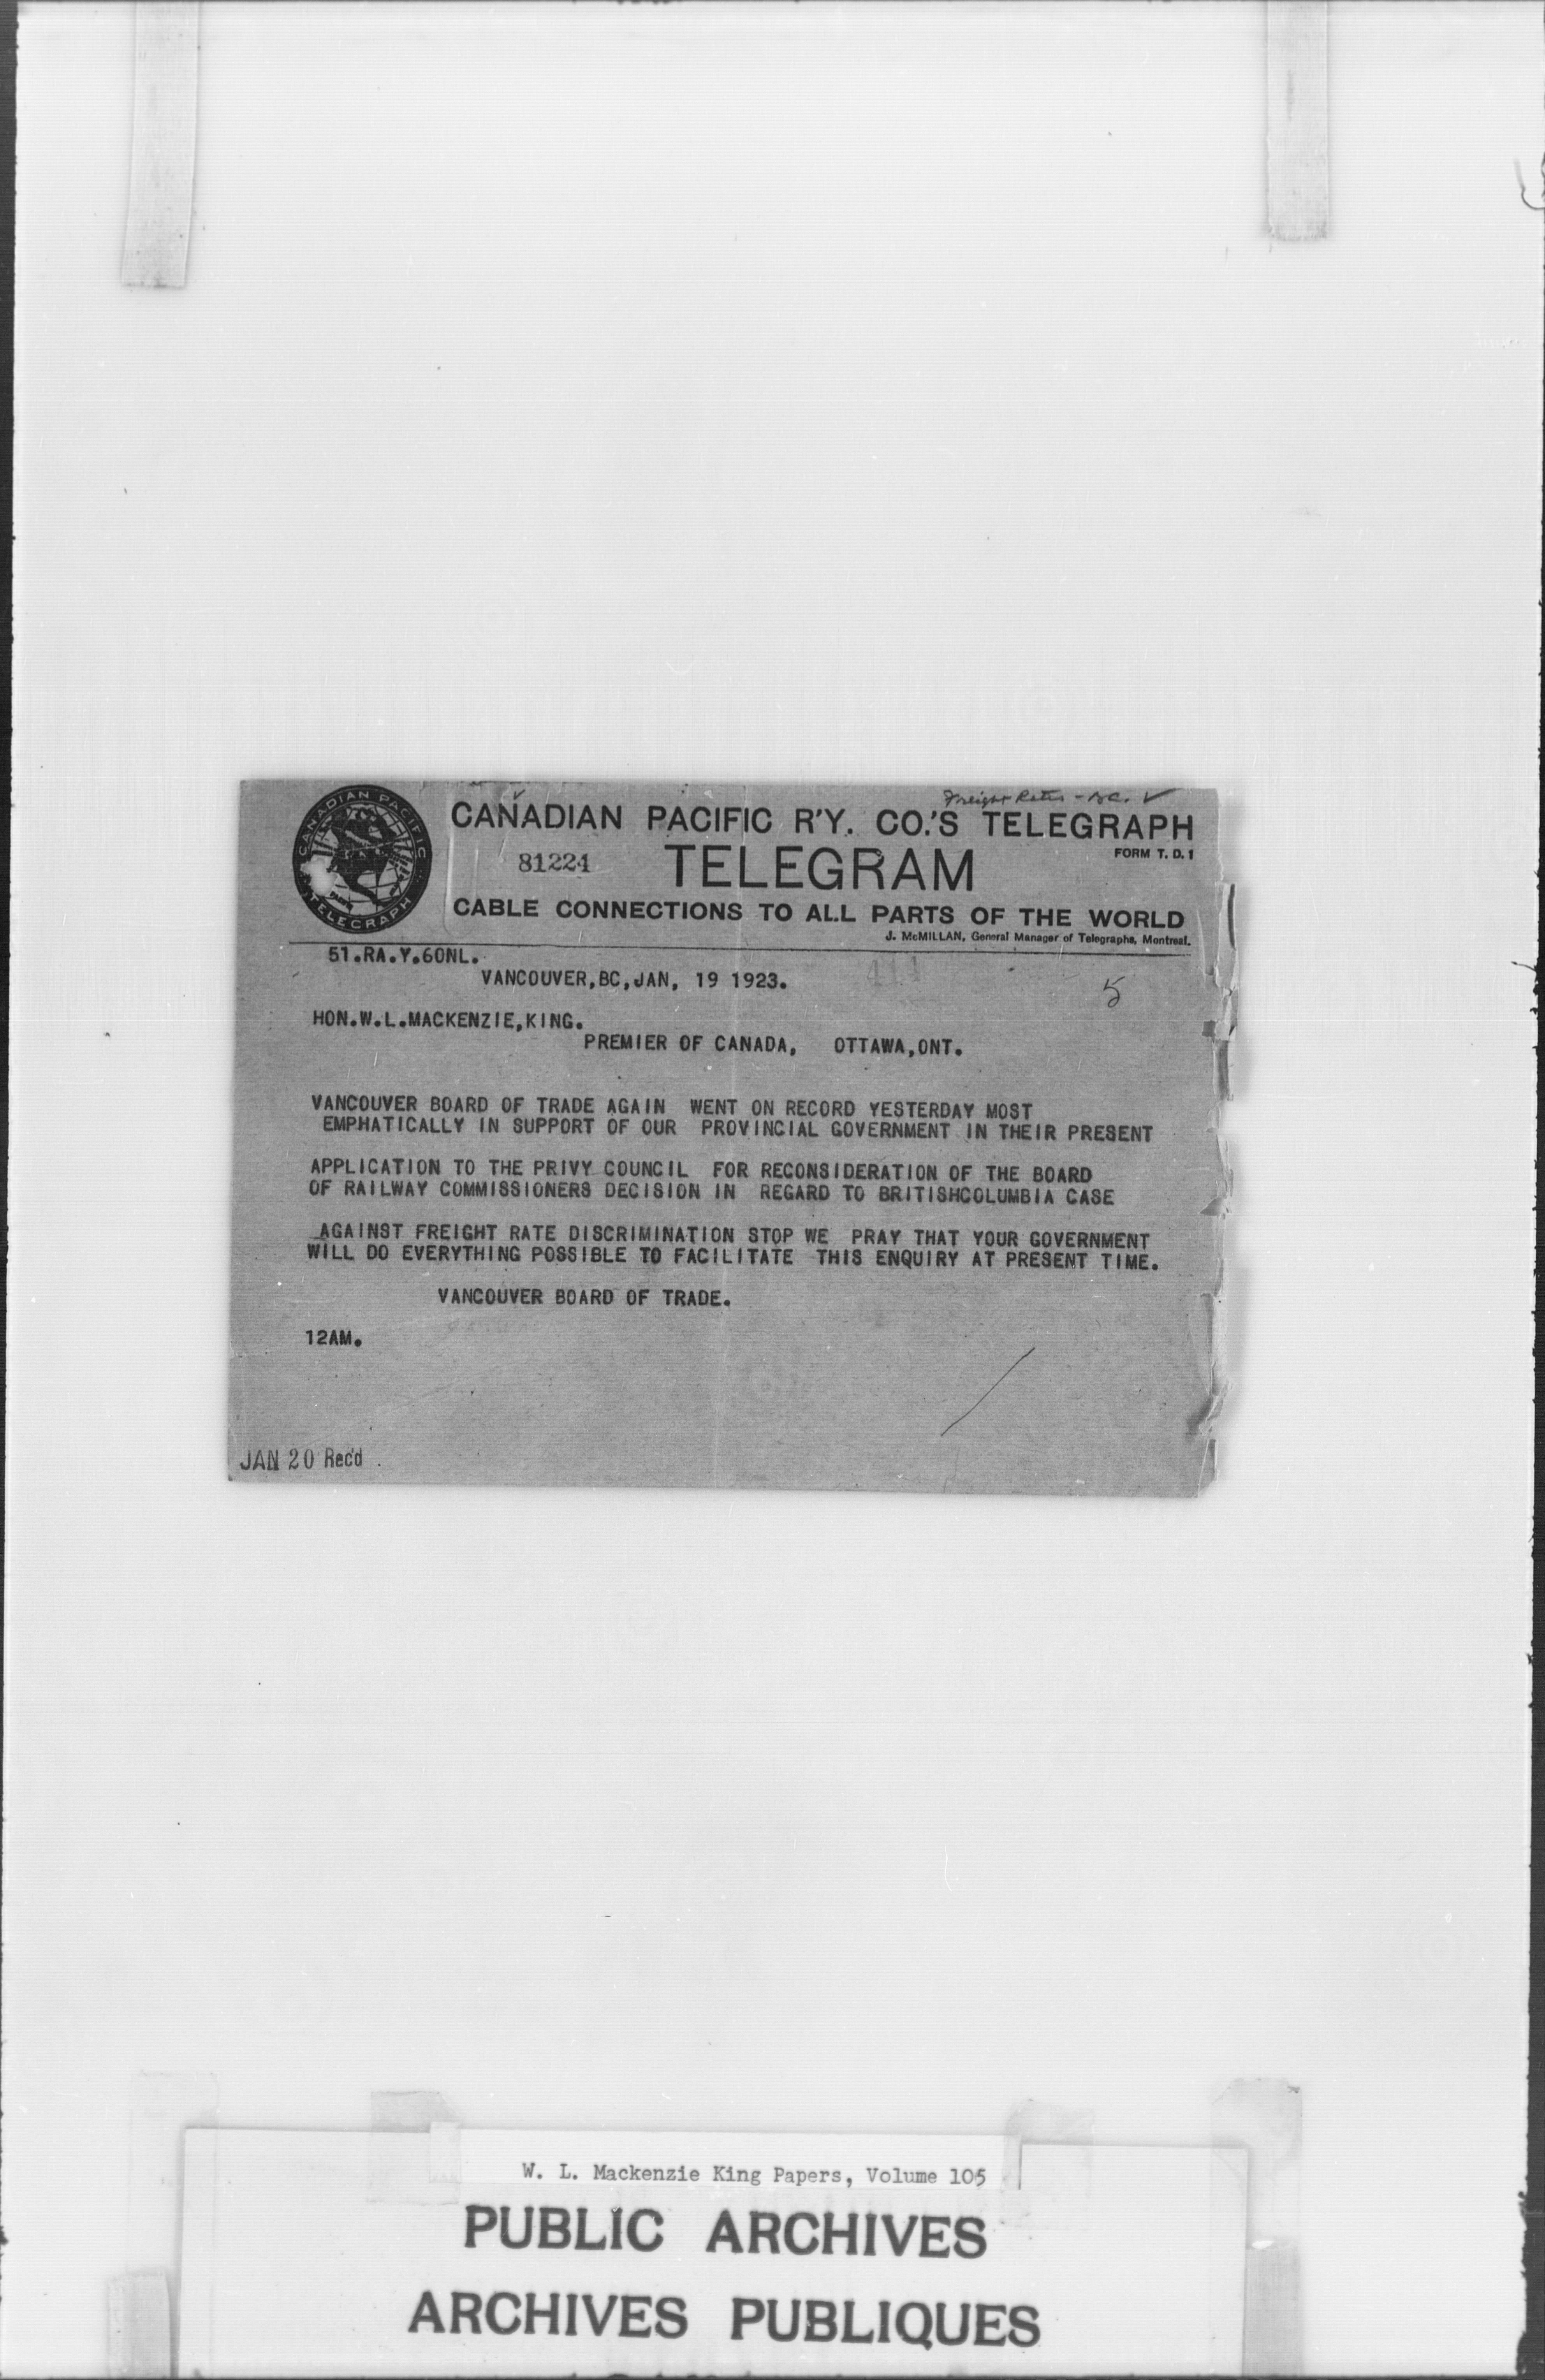 Freight Rates - B.C.
CANADIAN PACIFIC R'Y. CO.'S TELEGRAPH
CANADIAN PACIFIC
TELEGRAPH
81224
TELEGRAM
FORM T. D. 1
CABLE CONNECTIONS TO ALL PARTS OF THE WORLD
J. McMILLAN, General Manager of Telegraphs, Montreal.
51.RA.Y.60NL.
VANCOUVER,BC,JAN, 19 1923.
5
HON.W.L.MACKENZIE,KING.
PREMIER OF CANADA, OTTAWA,ONT.
VANCOUVER BOARD OF TRADE AGAIN WENT ON RECORD YESTERDAY MOST
EMPHATICALLY IN SUPPORT OF OUR PROVINCIAL GOVERNMENT IN THEIR PRESENT
APPLICATION TO THE PRIVY COUNCIL FOR RECONSIDERATION OF THE BOARD
OF RAILWAY COMMISSIONERS DECISION IN REGARD TO BRITISHCOLUMBIA CASE
AGAINST FREIGHT RATE DISCRIMINATION STOP WE PRAY THAT YOUR GOVERNMENT
WILL DO EVERYTHING POSSIBLE TO FACILITATE THIS ENQUIRY AT PRESENT TIME.
VANCOUVER BOARD OF TRADE.
12AM.
JAN 20 Rec'd
W. L. Mackenzie King Papers, Volume 105
PUBLIC ARCHIVES
ARCHIVES PUBLIQUES